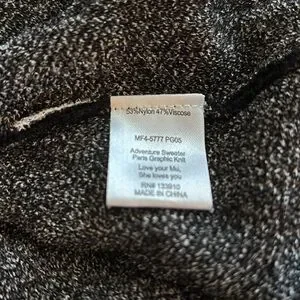 53%Nylon 47%Viscose
MF4-5777 PG05
Adventure Sweater
Paris Graphic Knit
Love your Mu,
She loves you
RN# 133910
MADE IN CHINA